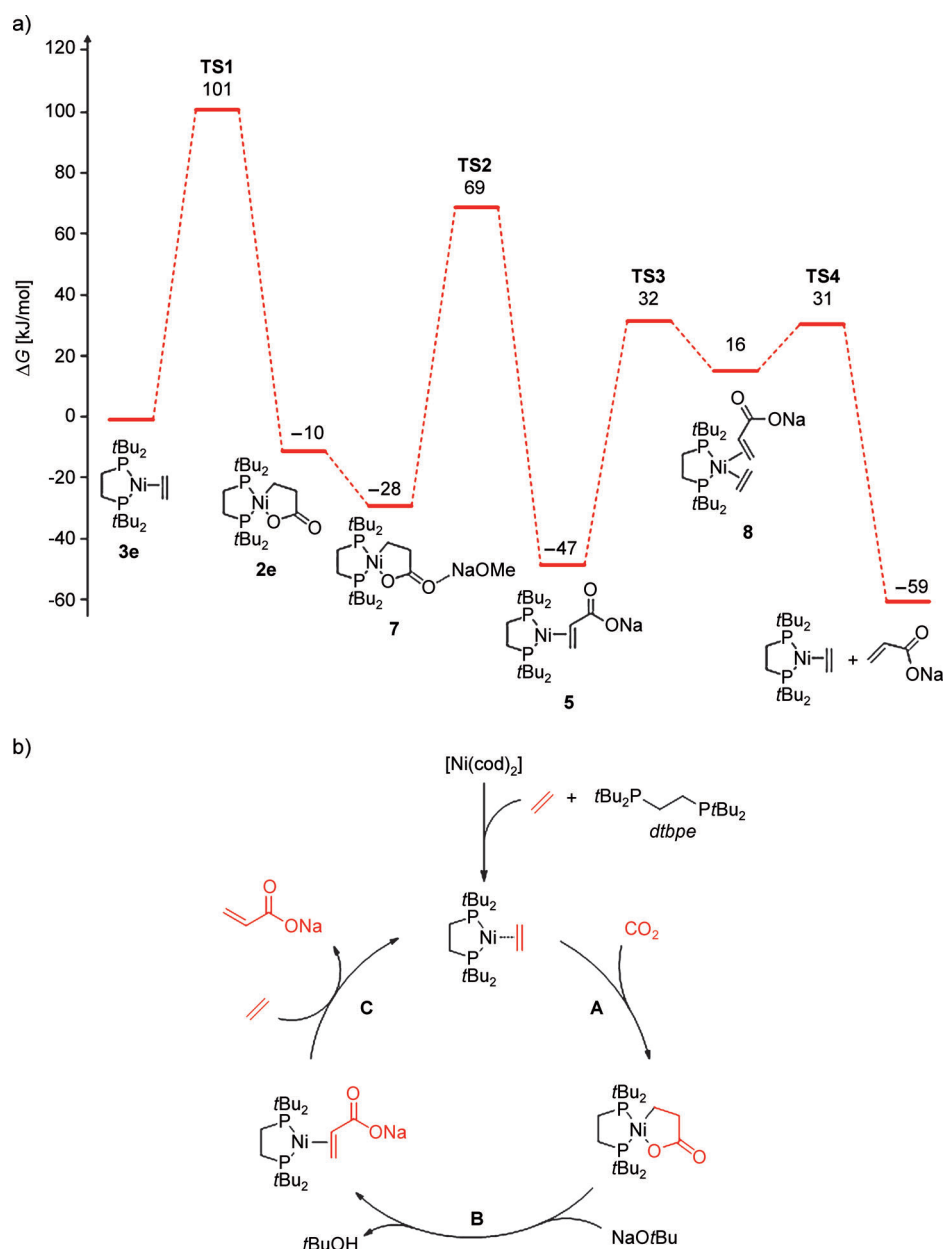 a)
120
100
80
60
40
20
0
−20
−40
−60
ΔG [kJ/mol]
TS1
101
TS2
69
TS3
32
TS4
31
16
−10
−28
−47
−59
tBu2
P
Ni
P
tBu2
3e
tBu2
P
Ni
P
O
O
tBu2
2e
tBu2
P
Ni
P
O
O
NaOMe
tBu2
7
tBu2
P
Ni
P
O
ONa
tBu2
5
O
ONa
tBu2
P
Ni
P
tBu2
8
tBu2
P
Ni
P
tBu2
+
O
ONa
b)
[Ni(cod)2]
+
tBu2P
PtBu2
dtbpe
tBu2
P
Ni
P
tBu2
O
ONa
CO2
C
A
tBu2
P
Ni
P
O
ONa
tBu2
tBu2
P
Ni
P
O
O
tBu2
B
tBuOH
NaOtBu